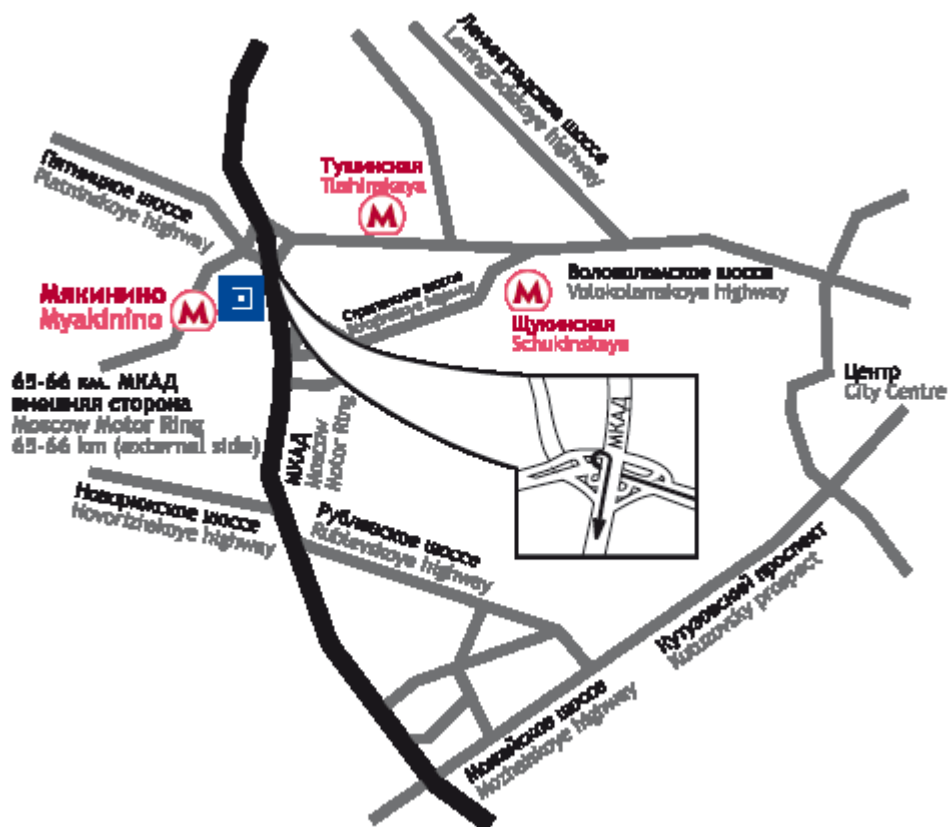 Ленинградское шоссе
Leningradskoye highway
Тушинская
Tushinskaya
М
Пятницкое шоссе
Piatnitskoye highway
Мякинино
Myakinino
М
Строгинское шоссе
М
Щукинская
Schukinskaya
Волоколамское шоссе
Volokolamskoye highway
65-66 км. МКАД
внешняя сторона
Moscow Motor Ring
65-66 km (external side)
МКАД
Moscow
Motor Ring
МКАД
Центр
City Centre
Новорижское шоссе
Novorizhskoye highway
Рублевское шоссе
Rublevskoye highway
Кутузовский проспект
Kutuzovsky prospect
Можайское шоссе
Mozhaiskoye highway